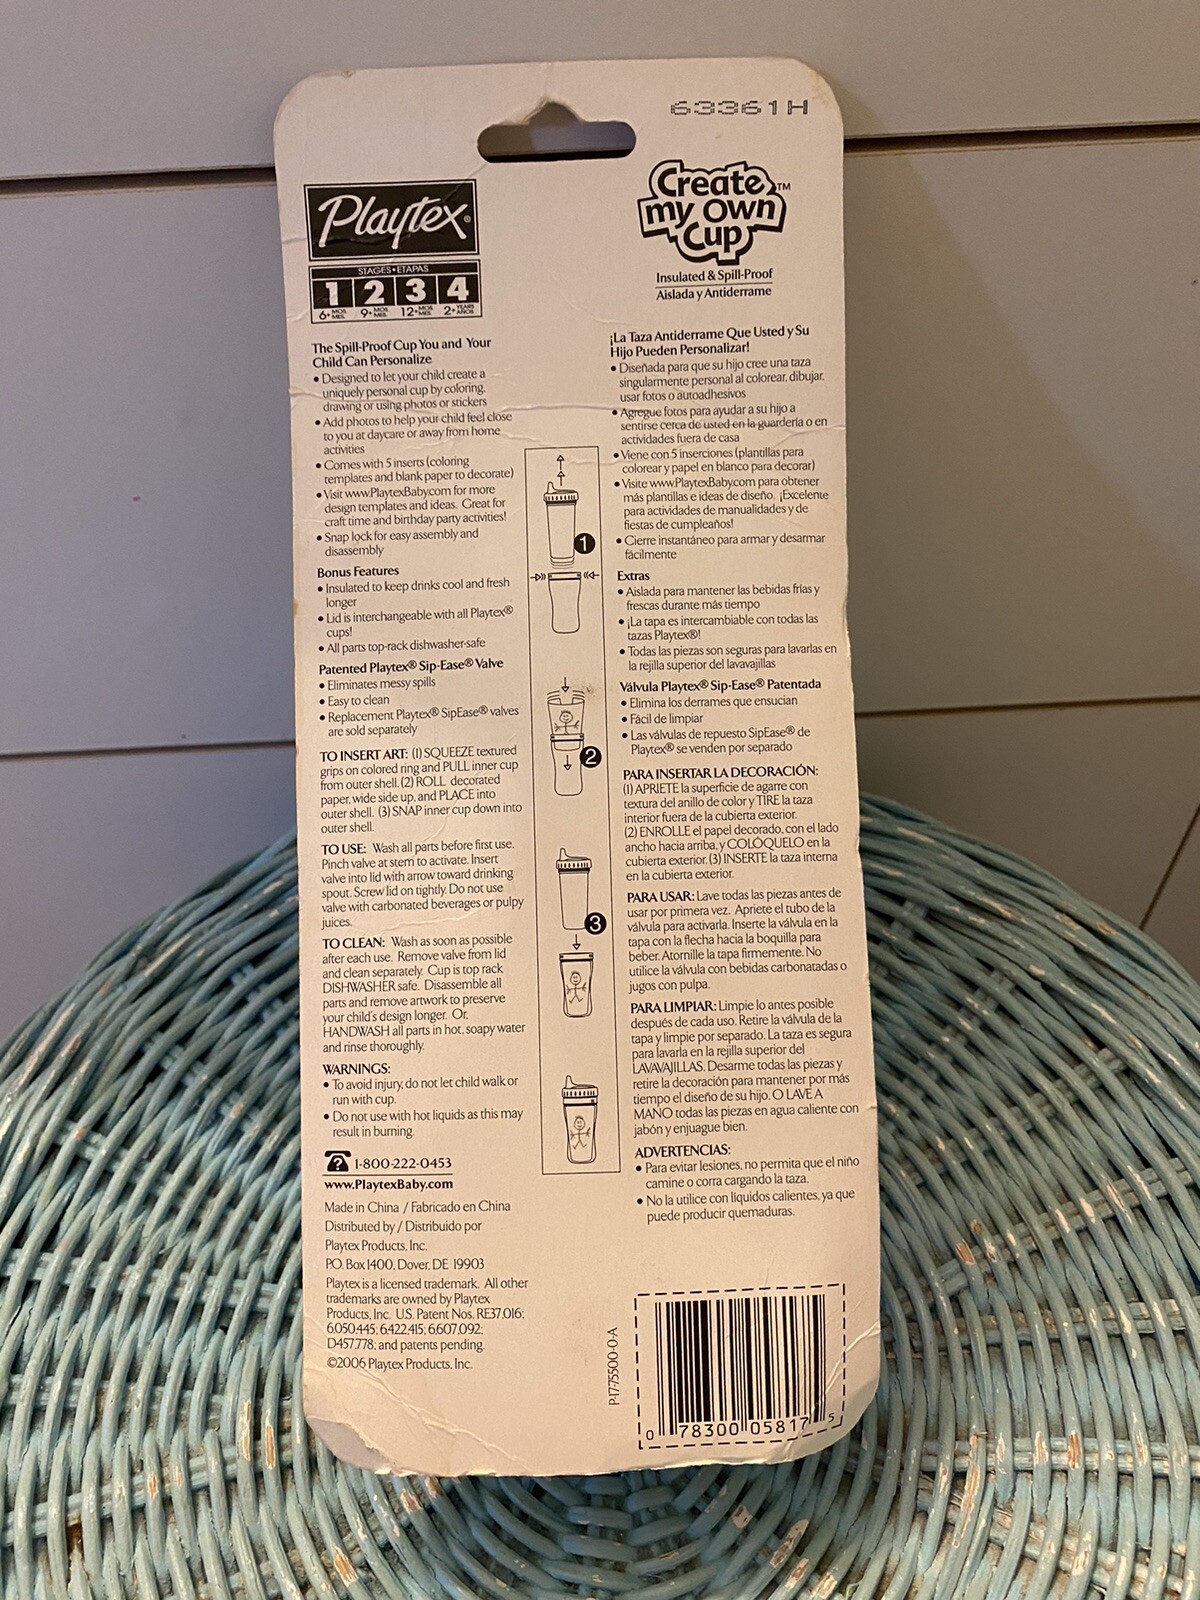 63361H
Playtex®
STAGES•ETAPAS
1 2 3 4
6+ MOS. MES. 9+ MOS. MES. 12+ MOS. MES. 2+ YEARS AÑOS
The Spill-Proof Cup You and Your
Child Can Personalize
• Designed to let your child create a
uniquely personal cup by coloring,
drawing or using photos or stickers
• Add photos to help your child feel close
to you at daycare or away from home
activities
• Comes with 5 inserts (coloring
templates and blank paper to decorate)
• Visit www.PlaytexBaby.com for more
design templates and ideas. Great for
craft time and birthday party activities!
• Snap lock for easy assembly and
disassembly
Bonus Features
• Insulated to keep drinks cool and fresh
longer
• Lid is interchangeable with all Playtex®
cups!
• All parts top-rack dishwasher-safe
Patented Playtex® Sip-Ease® Valve
• Eliminates messy spills
• Easy to clean
• Replacement Playtex® SipEase® valves
are sold separately
TO INSERT ART: (1) SQUEEZE textured
grips on colored ring and PULL inner cup
from outer shell. (2) ROLL decorated
paper, wide side up, and PLACE into
outer shell. (3) SNAP inner cup down into
outer shell.
TO USE: Wash all parts before first use.
Pinch valve at stem to activate. Insert
valve into lid with arrow toward drinking
spout. Screw lid on tightly. Do not use
valve with carbonated beverages or pulpy
juices.
TO CLEAN: Wash as soon as possible
after each use. Remove valve from lid
and clean separately. Cup is top rack
DISHWASHER safe. Disassemble all
parts and remove artwork to preserve
your child's design longer. Or,
HANDWASH all parts in hot, soapy water
and rinse thoroughly.
WARNINGS:
• To avoid injury, do not let child walk or
run with cup.
• Do not use with hot liquids as this may
result in burning.
? 1-800-222-0453
www.PlaytexBaby.com
Made in China / Fabricado en China
Distributed by / Distribuido por
Playtex Products, Inc.
P.O. Box 1400, Dover, DE 19903
Playtex is a licensed trademark. All other
trademarks are owned by Playtex
Products, Inc. U.S. Patent Nos. RE37,016;
6,050,445; 6,422,415; 6,607,092;
D457,778; and patents pending.
©2006 Playtex Products, Inc.
1
2
3
Create
my Own
Cup™
Insulated & Spill-Proof
Aislada y Antiderrame
¡La Taza Antiderrame Que Usted y Su
Hijo Pueden Personalizar!
• Diseñada para que su hijo cree una taza
singularmente personal al colorear, dibujar,
usar fotos o autoadhesivos
• Agregue fotos para ayudar a su hijo a
sentirse cerca de usted en la guardería o en
actividades fuera de casa
• Viene con 5 inserciones (plantillas para
colorear y papel en blanco para decorar)
• Visite www.PlaytexBaby.com para obtener
más plantillas e ideas de diseño. ¡Excelente
para actividades de manualidades y de
fiestas de cumpleaños!
• Cierre instantáneo para armar y desarmar
fácilmente
Extras
• Aislada para mantener las bebidas frías y
frescas durante más tiempo
• ¡La tapa es intercambiable con todas las
tazas Playtex®!
• Todas las piezas son seguras para lavarlas en
la rejilla superior del lavavajillas
Válvula Playtex® Sip-Ease® Patentada
• Elimina los derrames que ensucian
• Fácil de limpiar
• Las válvulas de repuesto SipEase® de
Playtex® se venden por separado
PARA INSERTAR LA DECORACIÓN:
(1) APRIETE la superficie de agarre con
textura del anillo de color y TIRE la taza
interior fuera de la cubierta exterior.
(2) ENROLLE el papel decorado, con el lado
ancho hacia arriba, y COLÓQUELO en la
cubierta exterior. (3) INSERTE la taza interna
en la cubierta exterior.
PARA USAR: Lave todas las piezas antes de
usar por primera vez. Apriete el tubo de la
válvula para activarla. Inserte la válvula en la
tapa con la flecha hacia la boquilla para
beber. Atornille la tapa firmemente. No
utilice la válvula con bebidas carbonatadas o
jugos con pulpa.
PARA LIMPIAR: Limpie lo antes posible
después de cada uso. Retire la válvula de la
tapa y limpie por separado. La taza es segura
para lavarla en la rejilla superior del
LAVAVAJILLAS. Desarme todas las piezas y
retire la decoración para mantener por más
tiempo el diseño de su hijo. O LAVE A
MANO todas las piezas en agua caliente con
jabón y enjuague bien.
ADVERTENCIAS:
• Para evitar lesiones, no permita que el niño
camine o corra cargando la taza.
• No la utilice con líquidos calientes, ya que
puede producir quemaduras.
P-17-75500-0-A
0 78300 05817 5